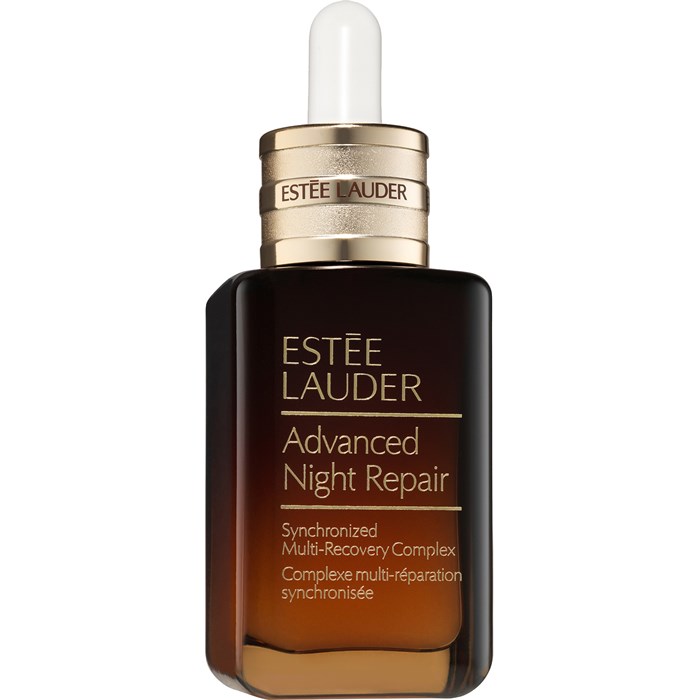 ESTĒE LAUDER
ESTĒE
LAUDER
Advanced
Night Repair
Synchronized
Multi-Recovery Complex
Complexe multi-réparation
synchronisée